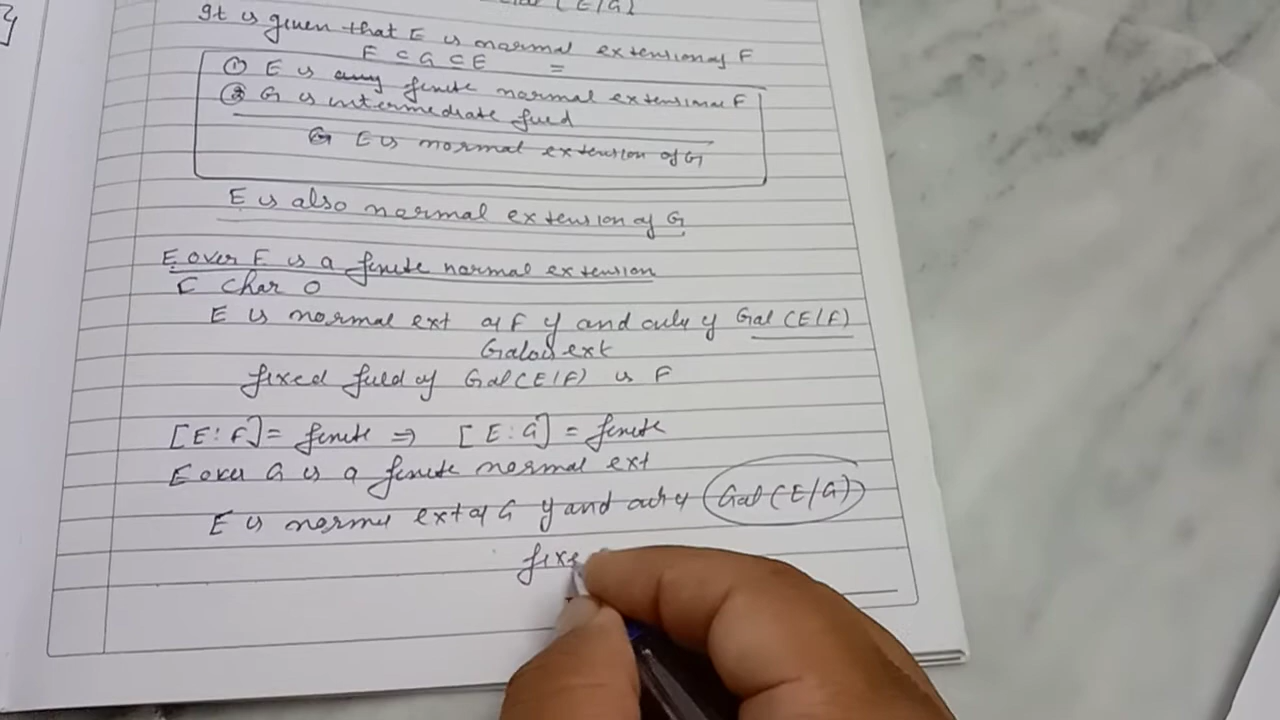 (E/G)
It is given that E is normal extension of F
F ⊂ G ⊂ E =
① E is any finite normal extension F
② G is intermediate field
G E is normal extension of G
E is also normal extension of G
E over F is a finite normal extension
F char 0
E is normal ext of F if and only if Gal (E/F)
Galois ext
fixed field of Gal(E/F) is F
[E:F] = finite ⇒ [E:G] = finite
E over G is a finite normal ext
E is normal ext of G if and only if Gal (E/G)
fixe